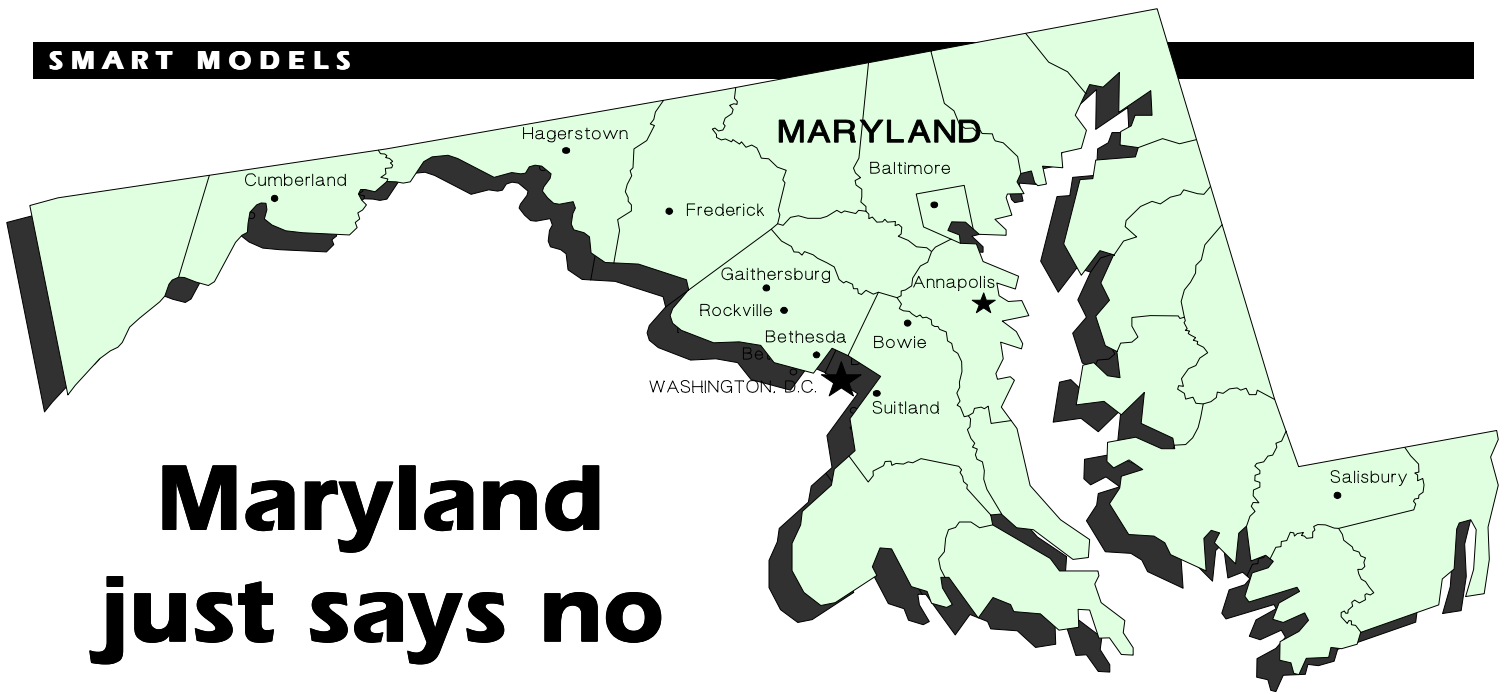 SMART MODELS
MARYLAND
Hagerstown
Baltimore
Cumberland
Frederick
Gaithersburg
Annapolis
Rockville
Bethesda
Bowie
WASHINGTON, D.C.
Suitland
Salisbury
Maryland
just says no